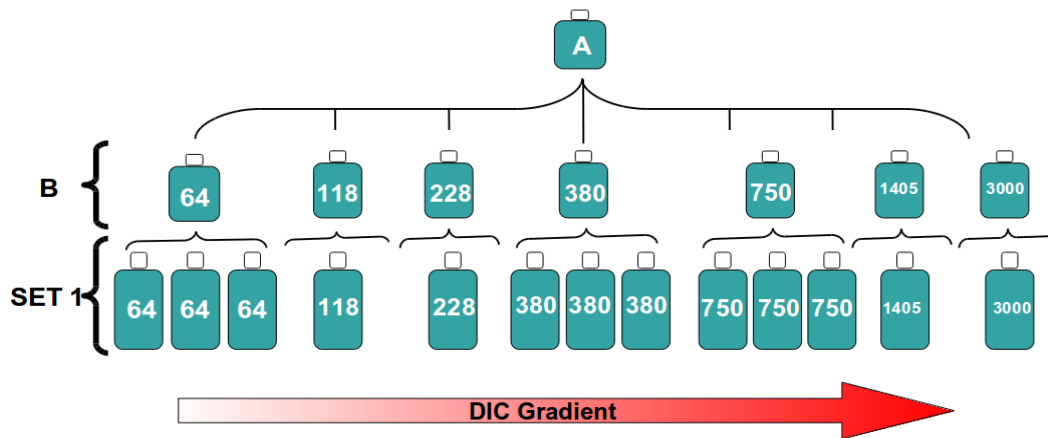 A
B
64 118 228 380 750 1405 3000
SET 1
64 64 64 118 228 380 380 380 750 750 750 1405 3000
DIC Gradient